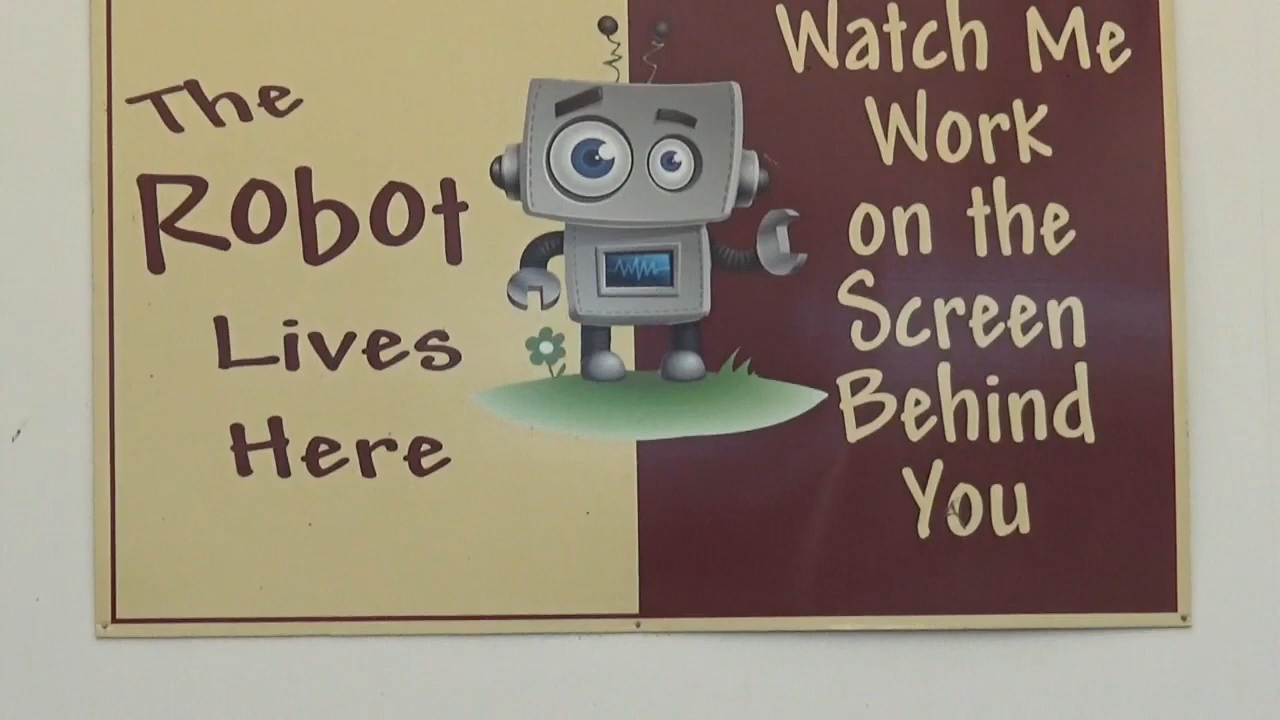 The
Robot
Lives
Here
Watch Me
Work
on the
Screen
Behind
You